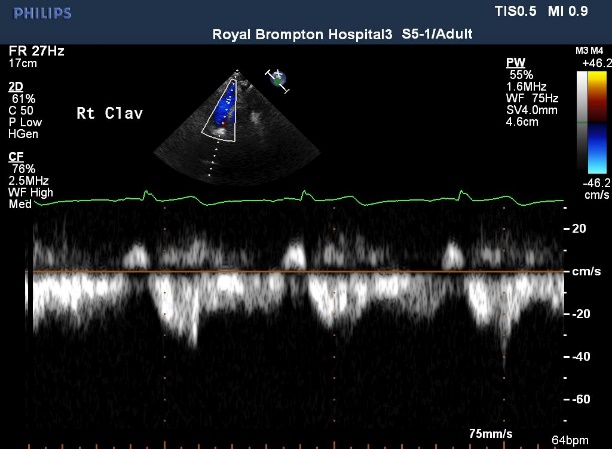 PHILIPS
TIS0.5 MI 0.9
Royal Brompton Hospital3 S5-1/Adult
FR 27Hz
17cm
2D
61%
C 50
P Low
HGen
CF
76%
2.5MHz
WF High
Med
Rt Clav
PW
55%
1.6MHz
WF 75Hz
SV4.0mm
4.6cm
M3 M4
+46.2
-46.2
cm/s
20
cm/s
-20
-40
-60
75mm/s
64bpm